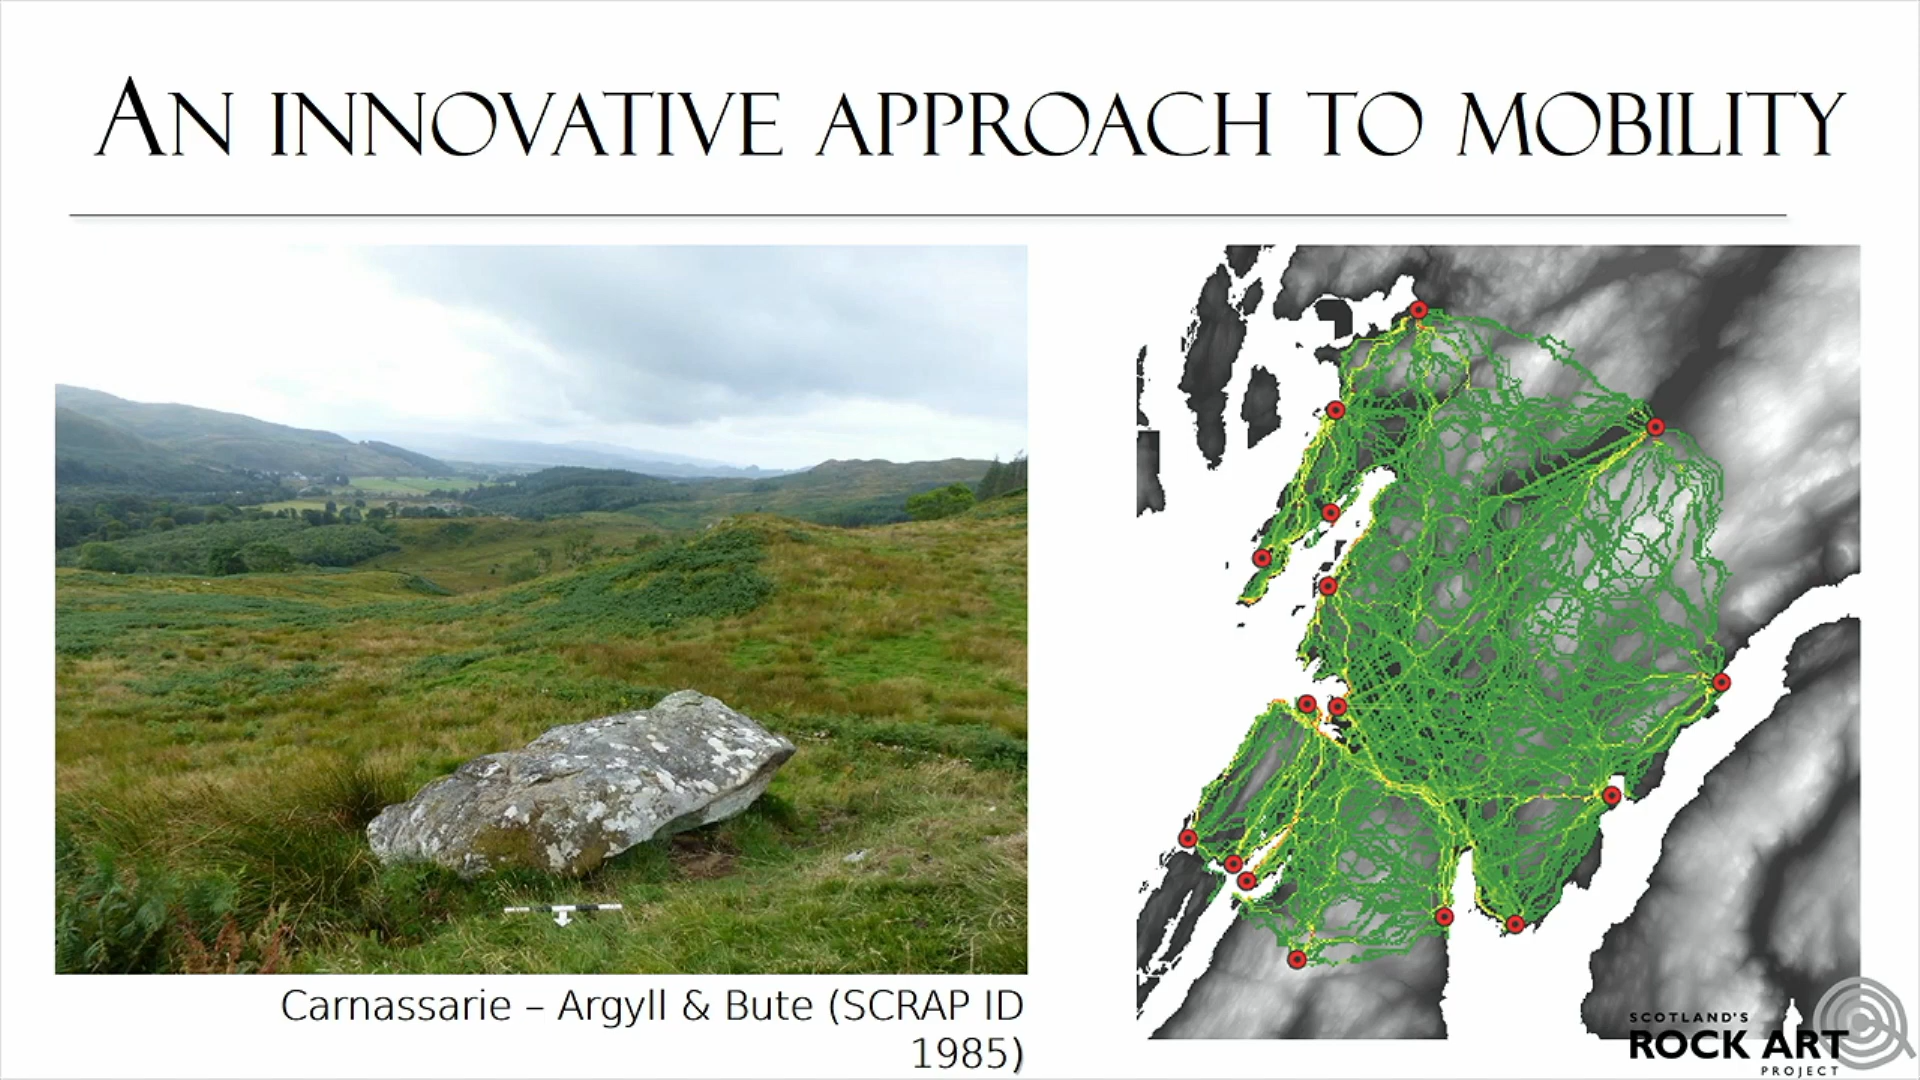 AN INNOVATIVE APPROACH TO MOBILITY
Carnassarie – Argyll & Bute (SCRAP ID
1985)
SCOTLAND'S
ROCK ART
PROJECT